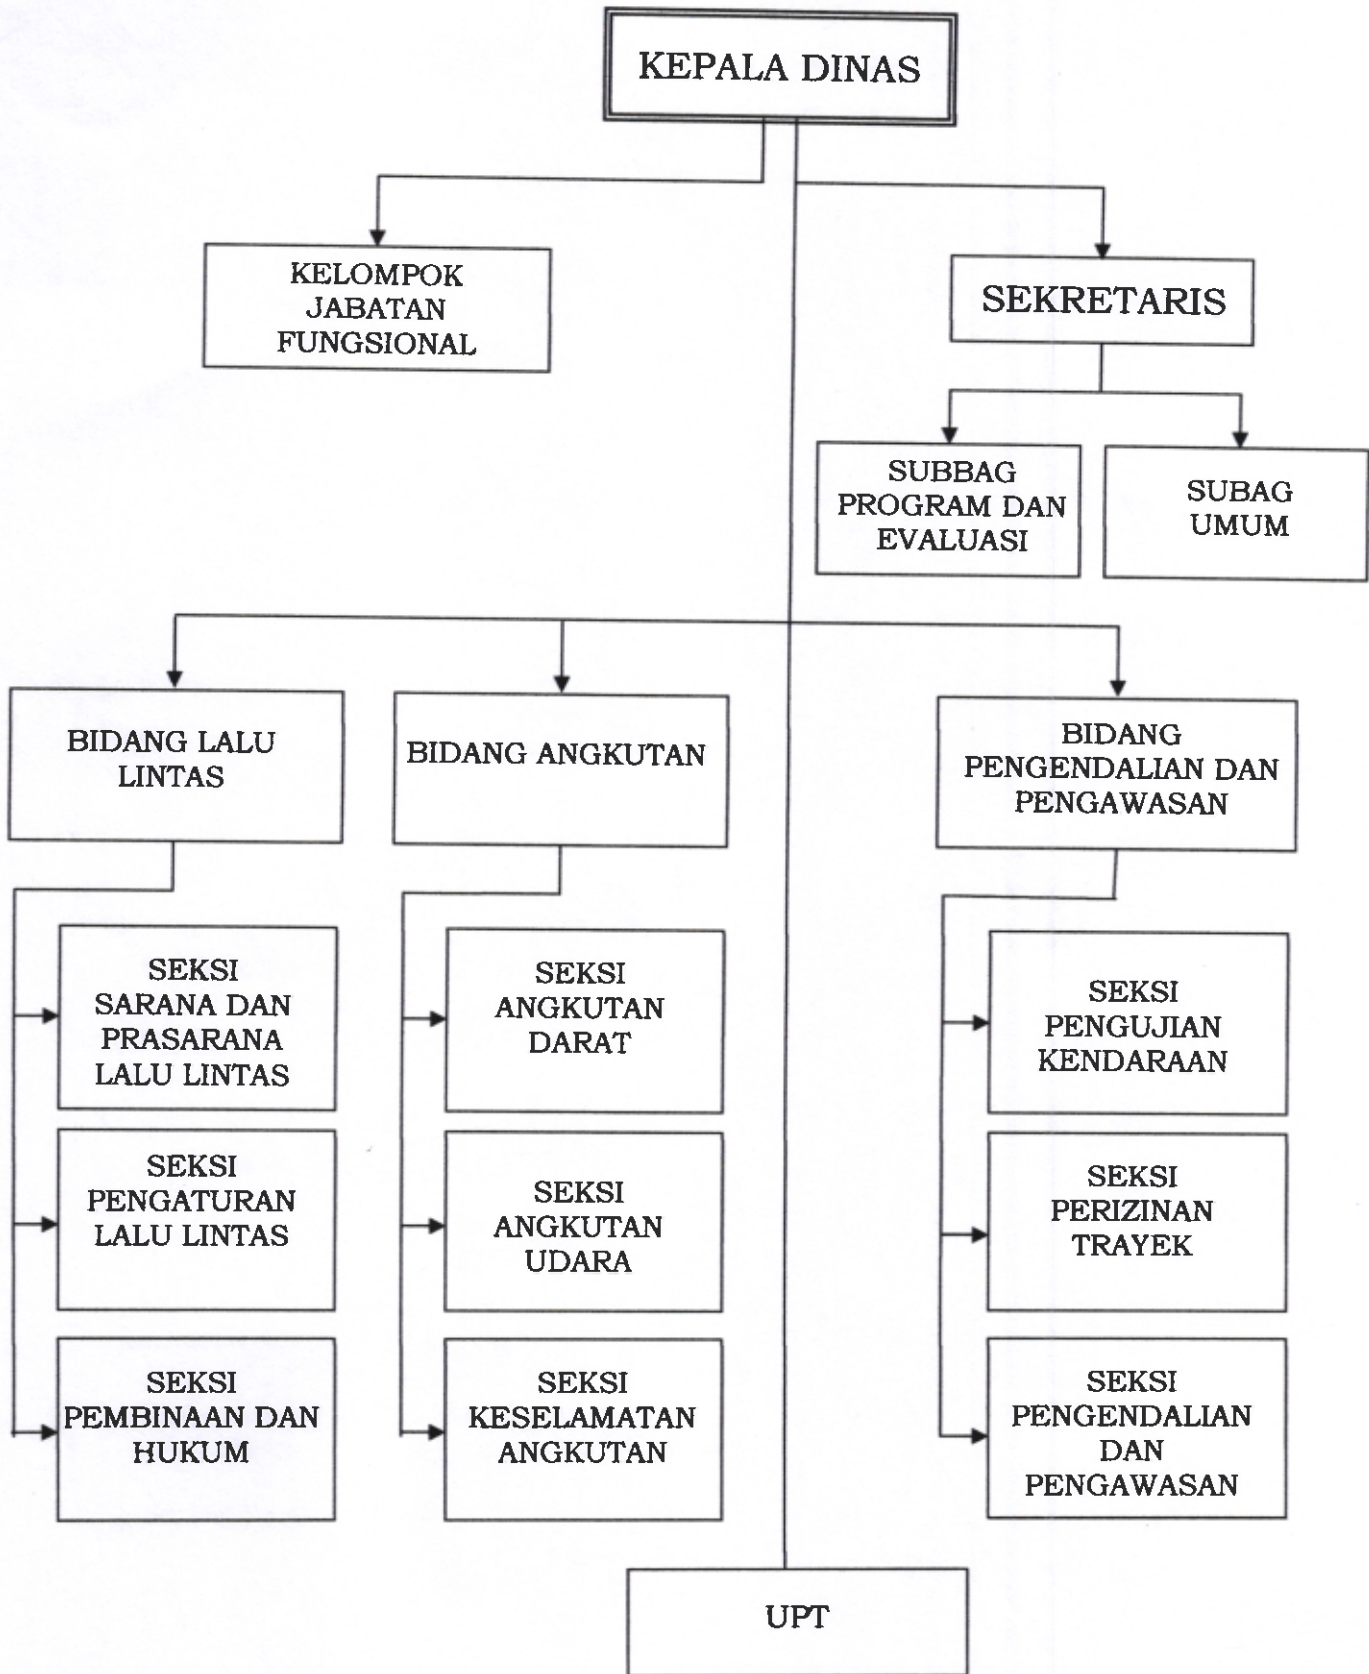 KEPALA DINAS
KELOMPOK
JABATAN
FUNGSIONAL
SEKRETARIS
SUBBAG
PROGRAM DAN
EVALUASI
SUBAG
UMUM
BIDANG LALU
LINTAS
BIDANG ANGKUTAN
BIDANG
PENGENDALIAN DAN
PENGAWASAN
SEKSI
SARANA DAN
PRASARANA
LALU LINTAS
SEKSI
ANGKUTAN
DARAT
SEKSI
PENGUJIAN
KENDARAAN
SEKSI
PENGATURAN
LALU LINTAS
SEKSI
ANGKUTAN
UDARA
SEKSI
PERIZINAN
TRAYEK
SEKSI
PEMBINAAN DAN
HUKUM
SEKSI
KESELAMATAN
ANGKUTAN
SEKSI
PENGENDALIAN
DAN
PENGAWASAN
UPT